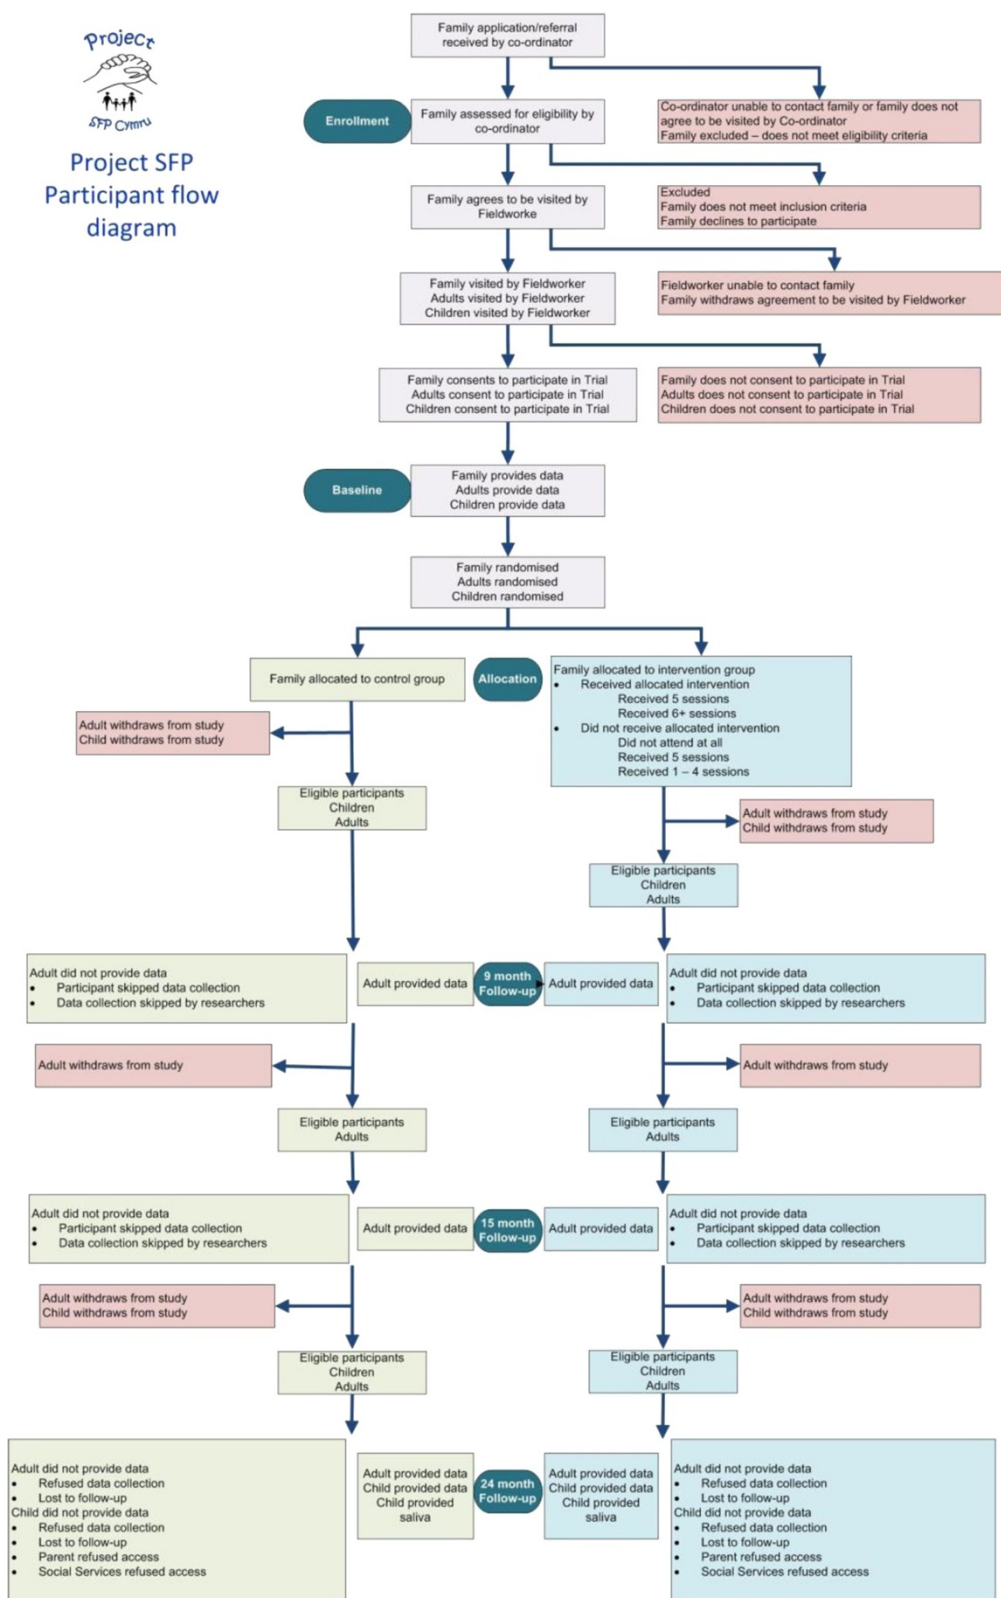 Project
SFP Cymru
Project SFP
Participant flow
diagram
Family application/referral
received by co-ordinator
Enrollment
Family assessed for eligibility by
co-ordinator
Co-ordinator unable to contact family or family does not
agree to be visited by Co-ordinator
Family excluded – does not meet eligibility criteria
Family agrees to be visited by
Fieldworke
Excluded
Family does not meet inclusion criteria
Family declines to participate
Family visited by Fieldworker
Adults visited by Fieldworker
Children visited by Fieldworker
Fieldworker unable to contact family
Family withdraws agreement to be visited by Fieldworker
Family consents to participate in Trial
Adults consent to participate in Trial
Children consent to participate in Trial
Family does not consent to participate in Trial
Adults does not consent to participate in Trial
Children does not consent to participate in Trial
Baseline
Family provides data
Adults provide data
Children provide data
Family randomised
Adults randomised
Children randomised
Family allocated to control group
Allocation
Family allocated to intervention group
• Received allocated intervention
Received 5 sessions
Received 6+ sessions
• Did not receive allocated intervention
Did not attend at all
Received 5 sessions
Received 1 – 4 sessions
Adult withdraws from study
Child withdraws from study
Eligible participants
Children
Adults
Adult withdraws from study
Child withdraws from study
Eligible participants
Children
Adults
Adult did not provide data
• Participant skipped data collection
• Data collection skipped by researchers
Adult provided data
9 month
Follow-up
Adult provided data
Adult did not provide data
• Participant skipped data collection
• Data collection skipped by researchers
Adult withdraws from study
Adult withdraws from study
Eligible participants
Adults
Eligible participants
Adults
Adult did not provide data
• Participant skipped data collection
• Data collection skipped by researchers
Adult provided data
15 month
Follow-up
Adult provided data
Adult did not provide data
• Participant skipped data collection
• Data collection skipped by researchers
Adult withdraws from study
Child withdraws from study
Adult withdraws from study
Child withdraws from study
Eligible participants
Children
Adults
Eligible participants
Children
Adults
Adult did not provide data
• Refused data collection
• Lost to follow-up
Child did not provide data
• Refused data collection
• Lost to follow-up
• Parent refused access
• Social Services refused access
Adult provided data
Child provided data
Child provided
saliva
24 month
Follow-up
Adult provided data
Child provided data
Child provided
saliva
Adult did not provide data
• Refused data collection
• Lost to follow-up
Child did not provide data
• Refused data collection
• Lost to follow-up
• Parent refused access
• Social Services refused access